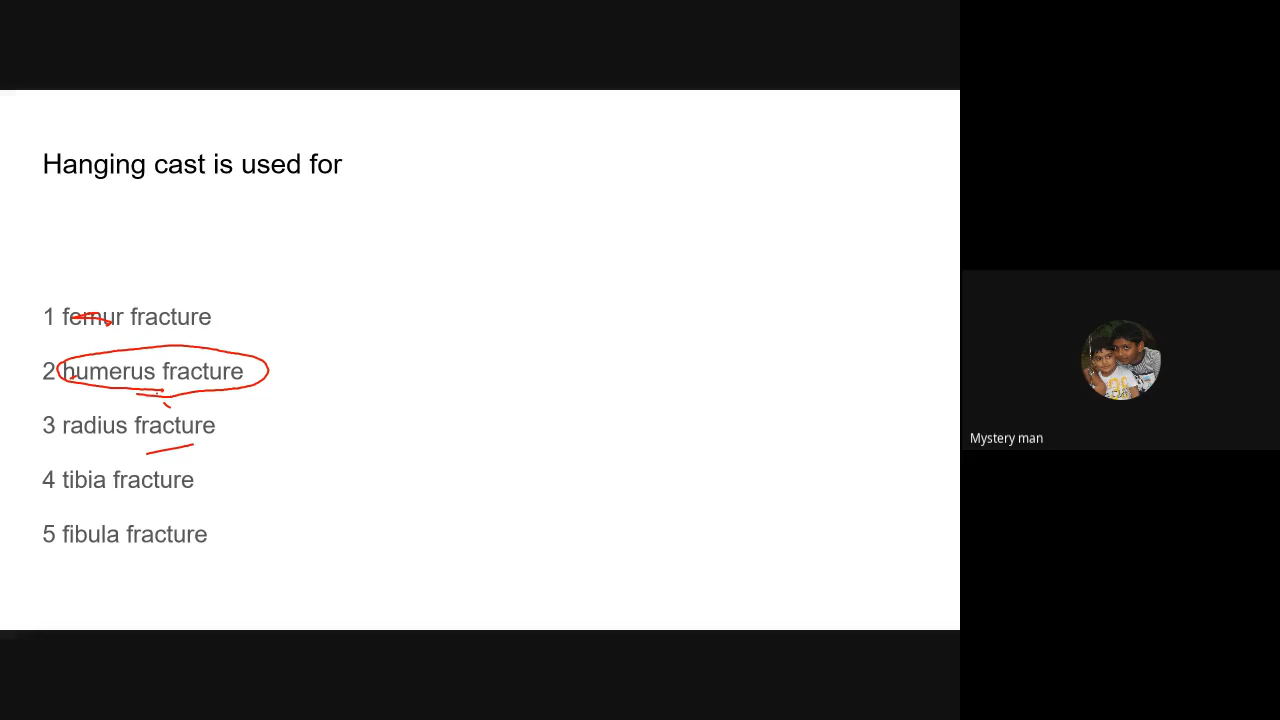 Hanging cast is used for
1 femur fracture
2 humerus fracture
3 radius fracture
4 tibia fracture
5 fibula fracture
Mystery man